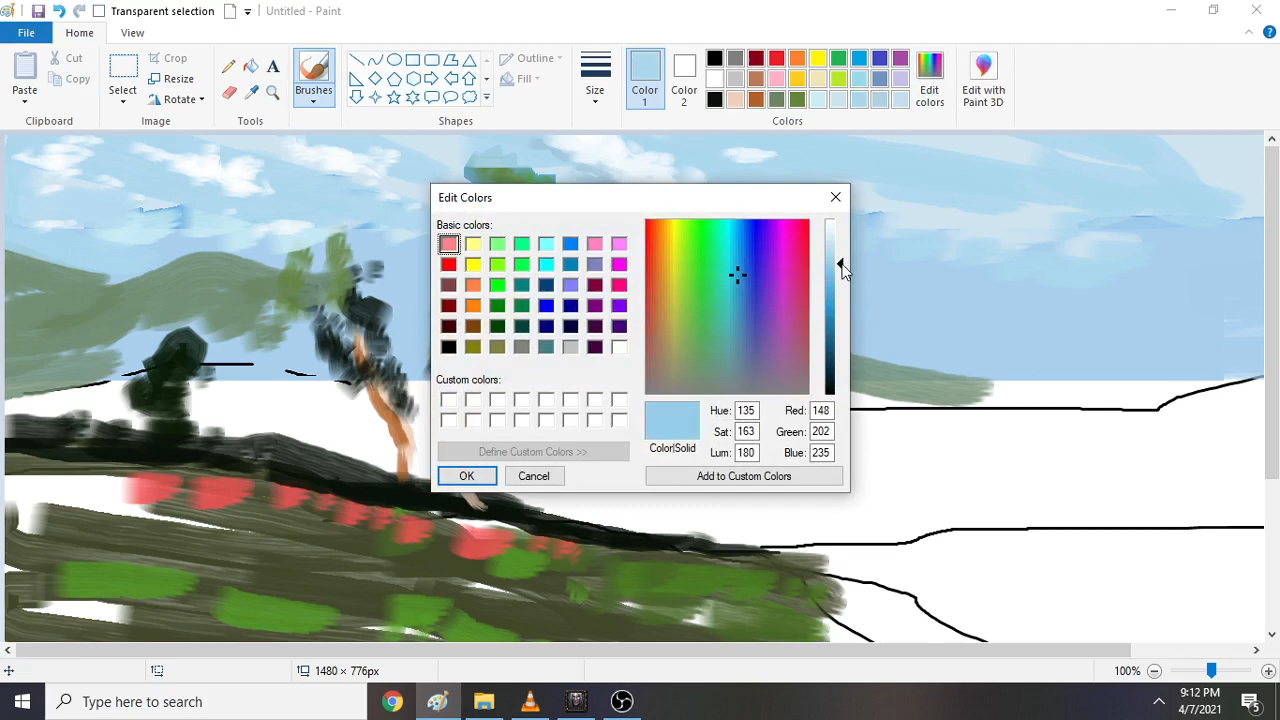 Transparent selection
Untitled - Paint
File
Home
View
Paste
Cut
Copy
Clipboard
Select
Crop
Resize
Rotate
Image
A
Tools
Brushes
Shapes
Outline
Fill
Size
Color
1
Color
2
Edit
colors
Colors
Edit with
Paint 3D
Edit Colors
Basic colors:
Custom colors:
Define Custom Colors >>
OK
Cancel
Color|Solid
Hue: 135
Sat: 163
Lum: 180
Red: 148
Green: 202
Blue: 235
Add to Custom Colors
1480 × 776px
100%
Type here to search
9:12 PM
4/7/2021
5